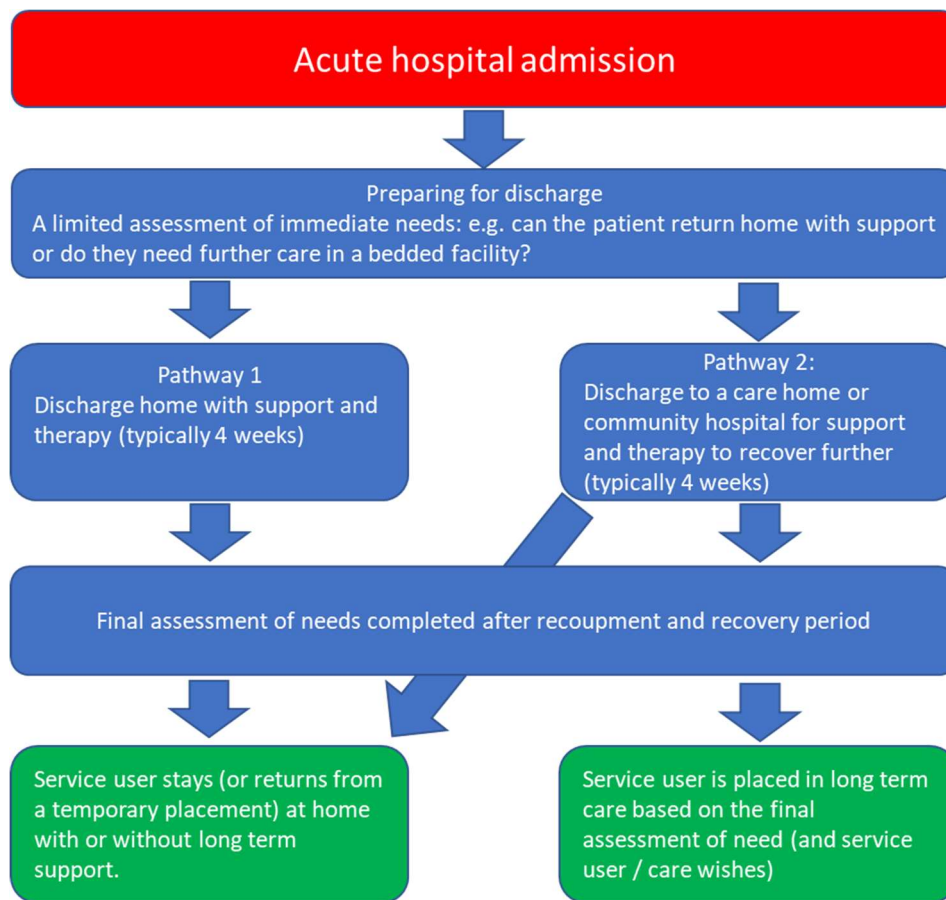 Acute hospital admission
Preparing for discharge
A limited assessment of immediate needs: e.g. can the patient return home with support
or do they need further care in a bedded facility?
Pathway 1
Discharge home with support and
therapy (typically 4 weeks)
Pathway 2:
Discharge to a care home or
community hospital for support
and therapy to recover further
(typically 4 weeks)
Final assessment of needs completed after recoupment and recovery period
Service user stays (or returns from
a temporary placement) at home
with or without long term
support.
Service user is placed in long term
care based on the final
assessment of need (and service
user / care wishes)